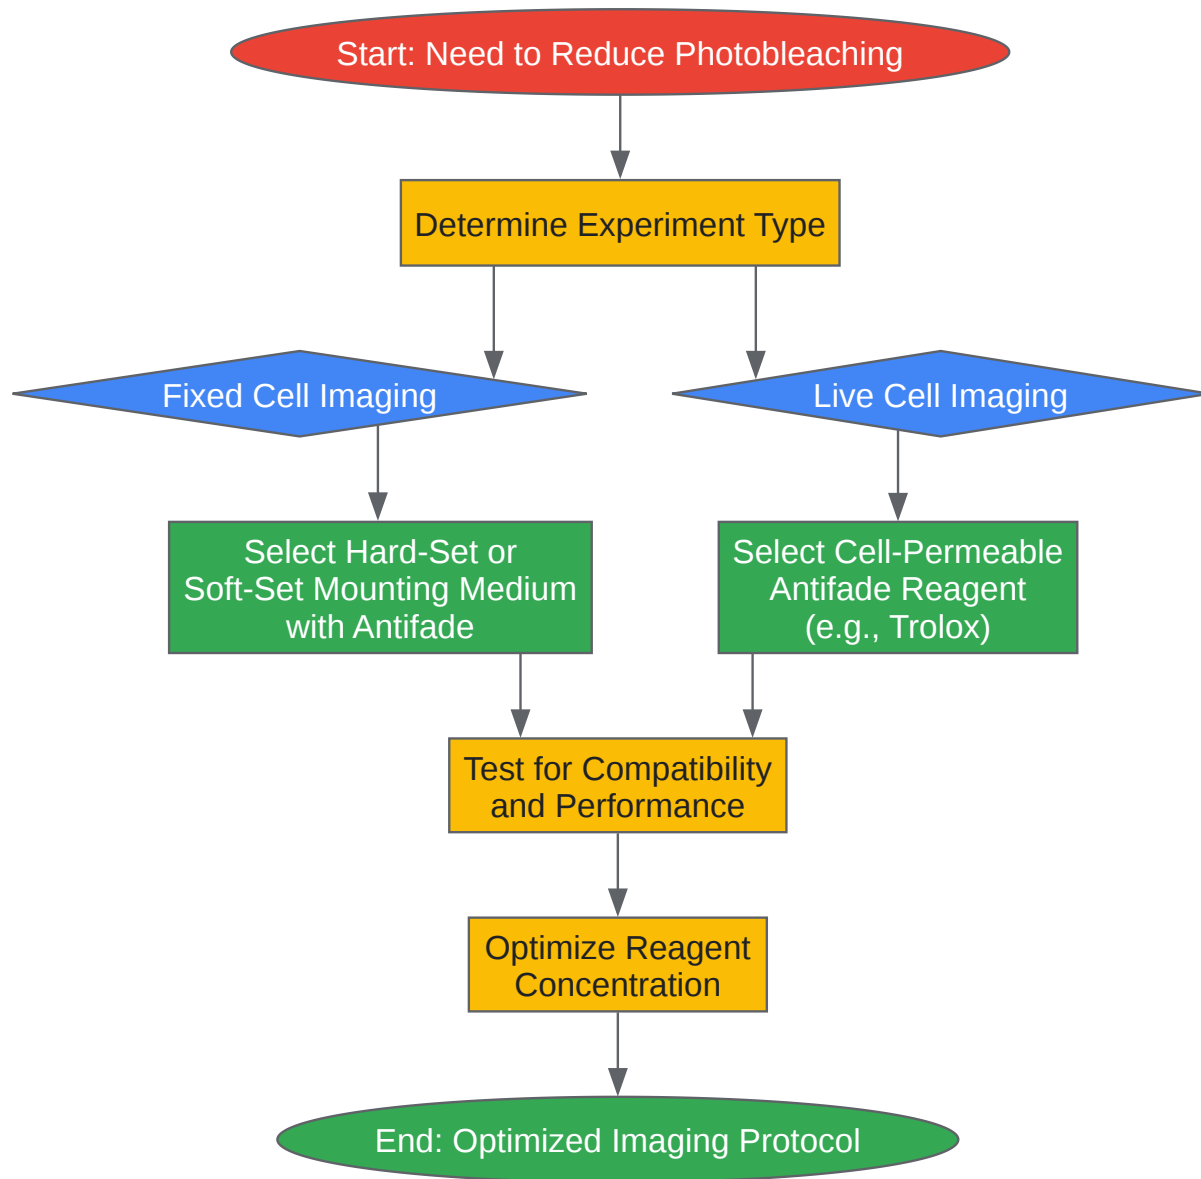 Start: Need to Reduce Photobleaching
Determine Experiment Type
Fixed Cell Imaging
Live Cell Imaging
Select Hard-Set or
Soft-Set Mounting Medium
with Antifade
Select Cell-Permeable
Antifade Reagent
(e.g., Trolox)
Test for Compatibility
and Performance
Optimize Reagent
Concentration
End: Optimized Imaging Protocol